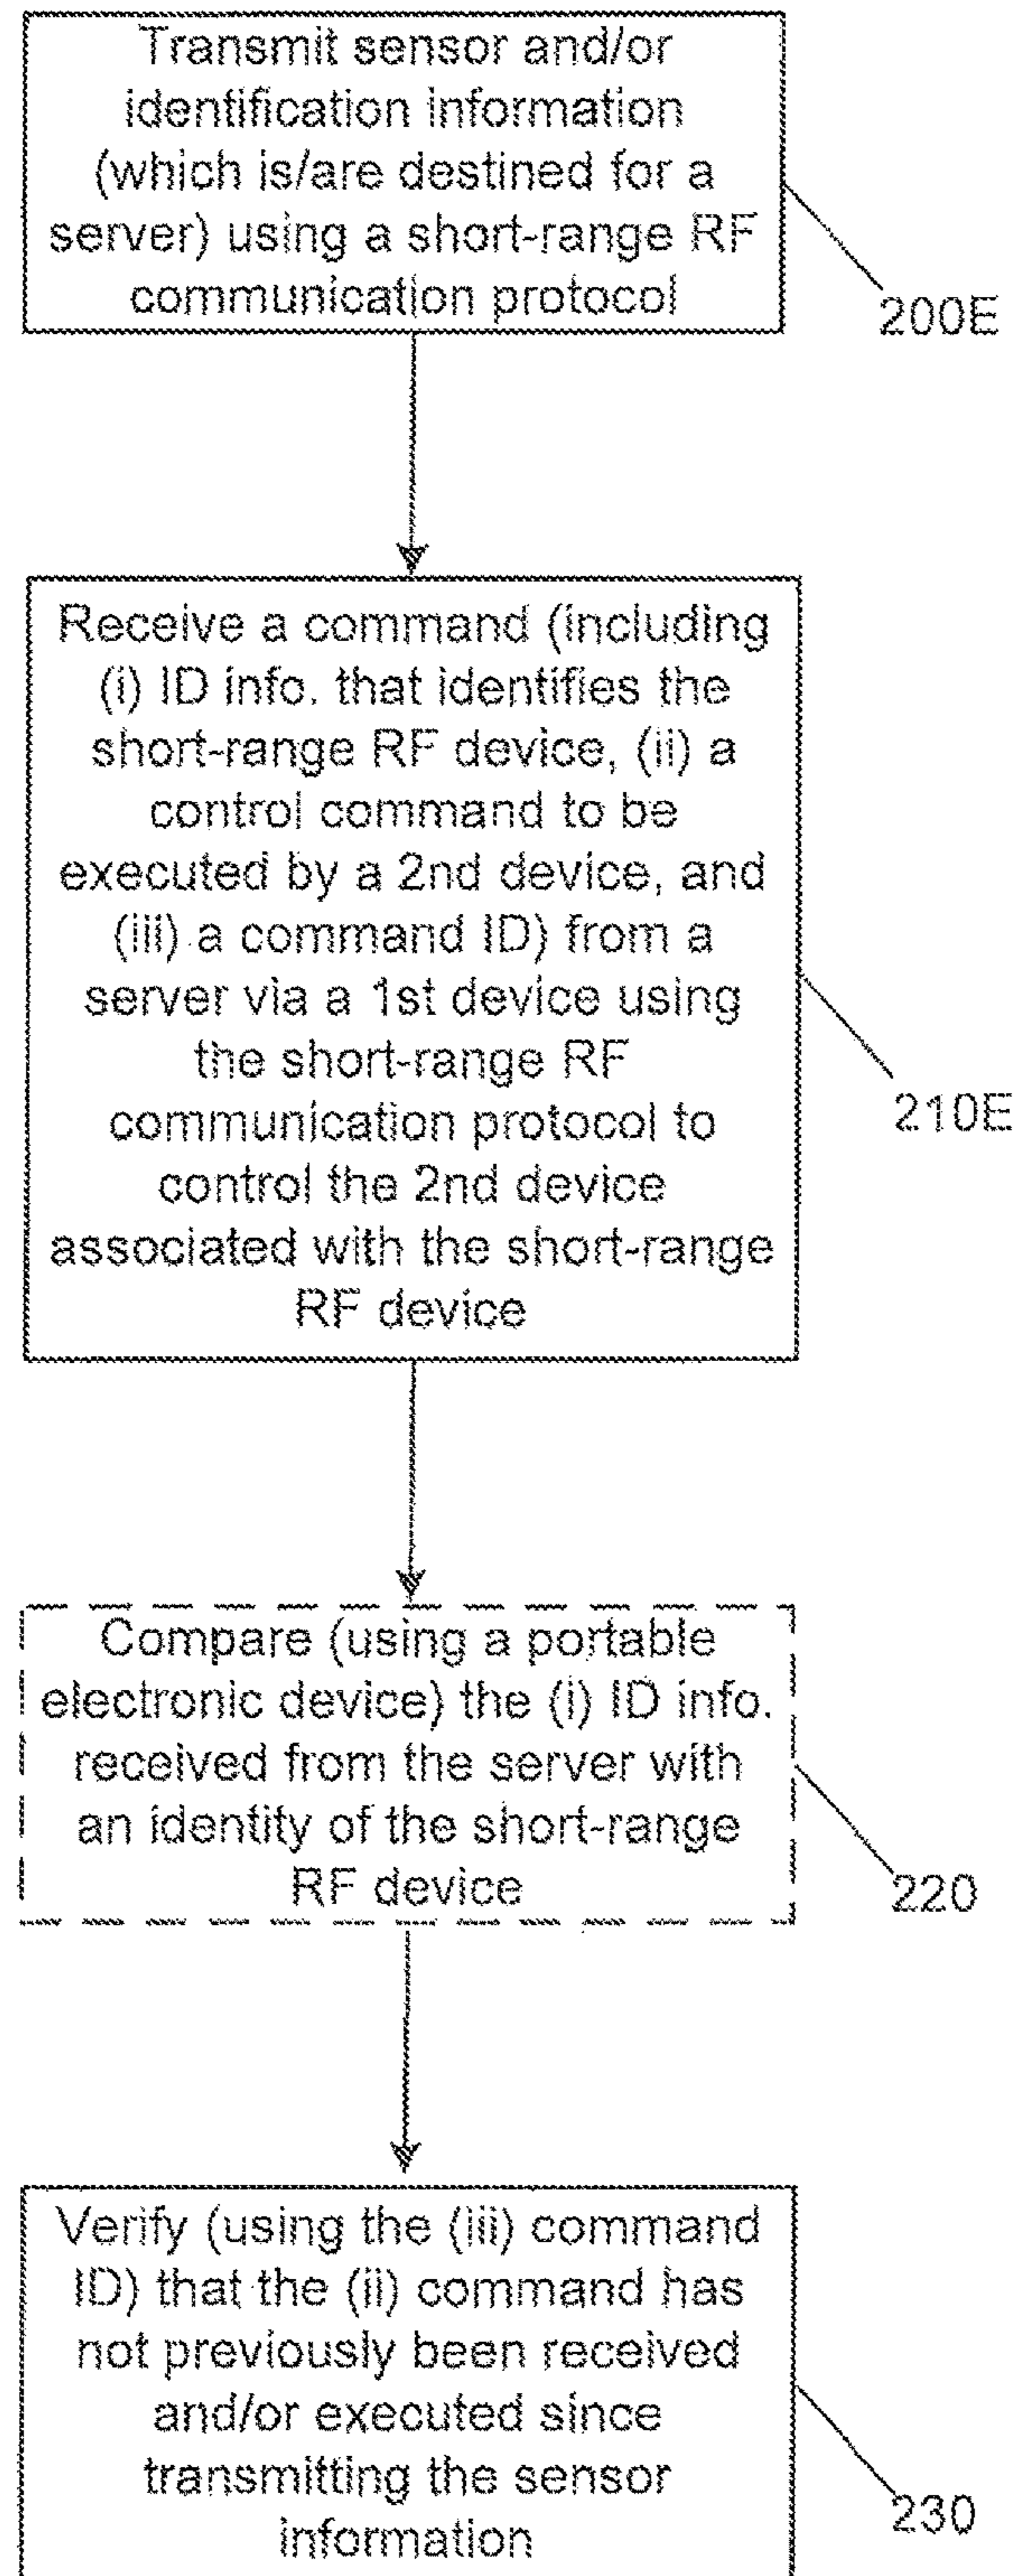 Transmit sensor and/or
identification information
(which is/are destined for a
server) using a short-range RF
communication protocol
200E
Receive a command (including
(i) ID info. that identifies the
short-range RF device, (ii) a
control command to be
executed by a 2nd device, and
(iii) a command ID) from a
server via a 1st device using
the short-range RF
communication protocol to
control the 2nd device
associated with the short-range
RF device
210E
Compare (using a portable
electronic device) the (i) ID info.
received from the server with
an identity of the short-range
RF device
220
Verify (using the (iii) command
ID) that the (ii) command has
not previously been received
and/or executed since
transmitting the sensor
information
230